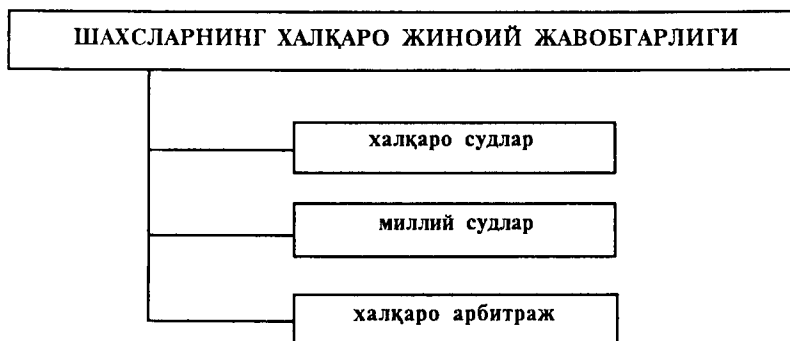 ШАХСЛАРНИНГ ХАЛҚАРО ЖИНОИЙ ЖАВОБГАРЛИГИ
халқаро судлар
миллий судлар
халқаро арбитраж